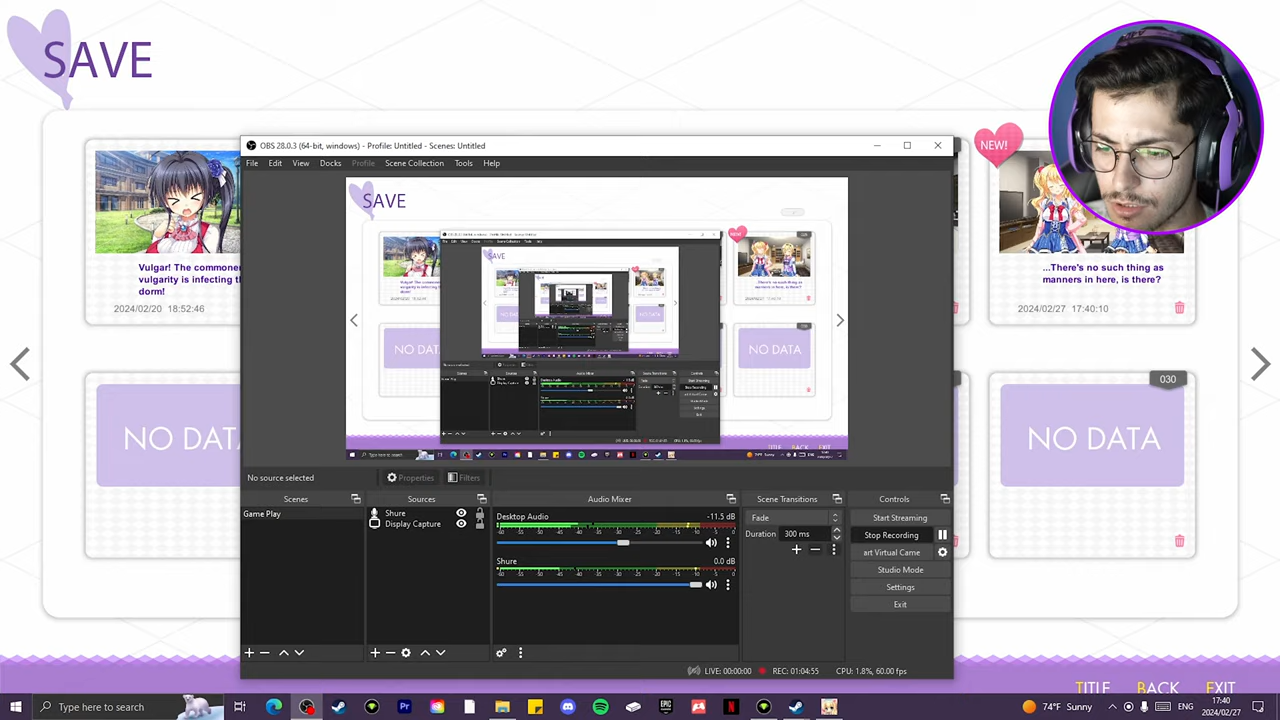 SAVE
OBS 28.0.3 (64-bit, windows) - Profile: Untitled - Scenes: Untitled
File Edit View Docks Profile Scene Collection Tools Help
NEW!
SAVE
Vulgar! The commoner
vulgarity is infecting the
dorm!
2024/02/20 18:52:46
...There's no such thing as
manners in here, is there?
2024/02/27 17:40:10
NO DATA
NO DATA
NO DATA
030
NO DATA
No source selected
Properties
Filters
Scenes
Sources
Audio Mixer
Scene Transitions
Controls
Game Play
Shure
Display Capture
Desktop Audio -11.5 dB
Shure 0.0 dB
Fade
Duration 300 ms
Start Streaming
Stop Recording
art Virtual Came
Studio Mode
Settings
Exit
LIVE: 00:00:00 REC: 01:04:55 CPU: 1.8%, 60.00 fps
TITLE BACK EXIT
Type here to search
74°F Sunny
ENG
17:40
2024/02/27